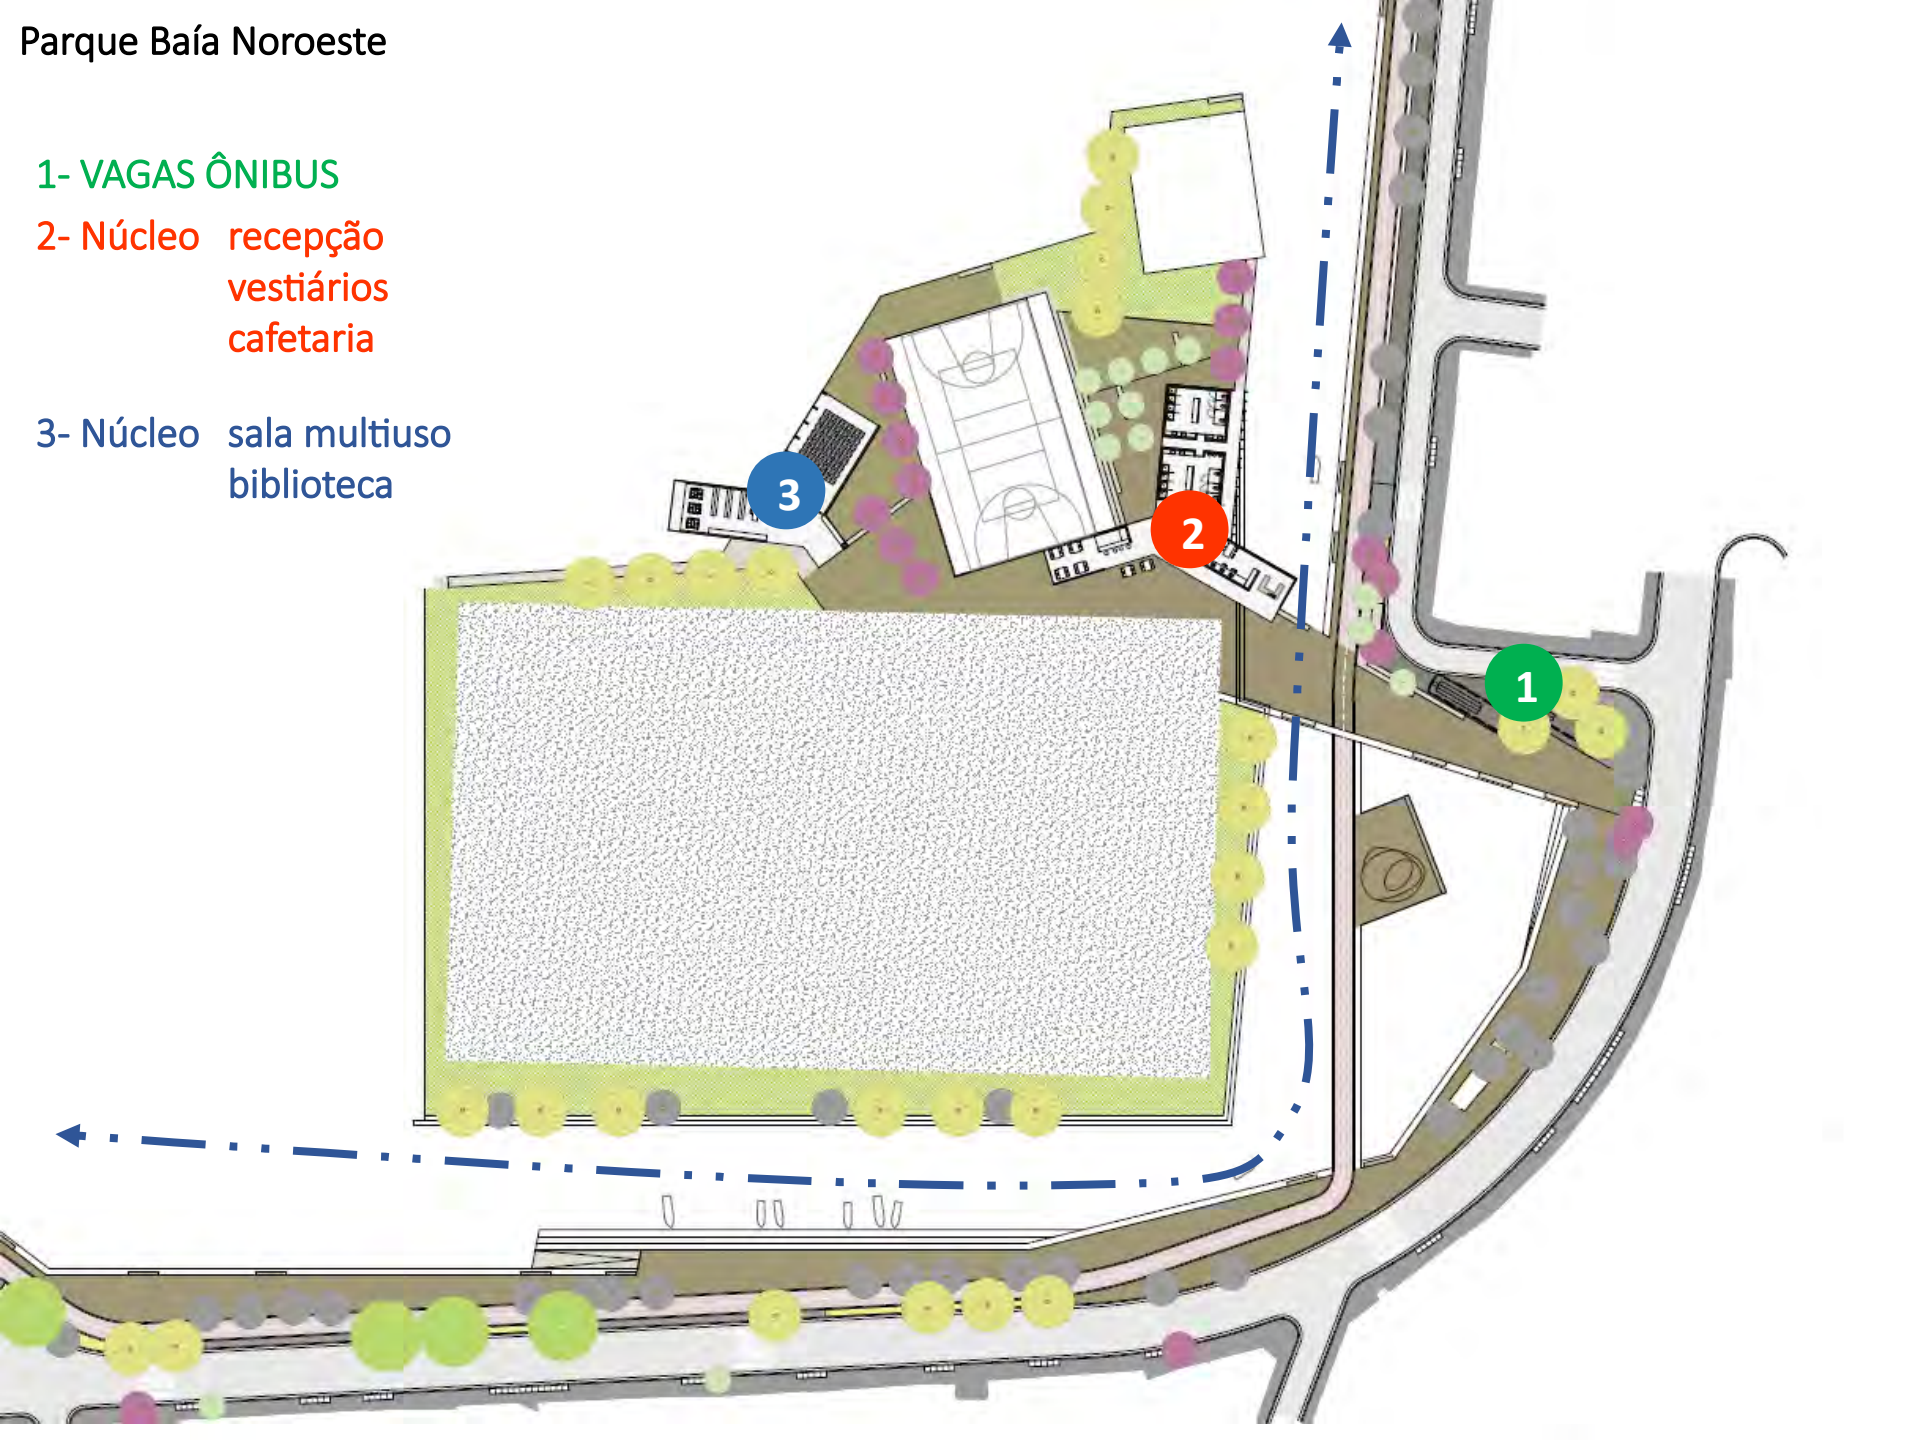 Parque Baía Noroeste
1- VAGAS ÔNIBUS
2- Núcleo recepção
vestiários
cafetaria
3- Núcleo sala multiuso
biblioteca
3
2
1